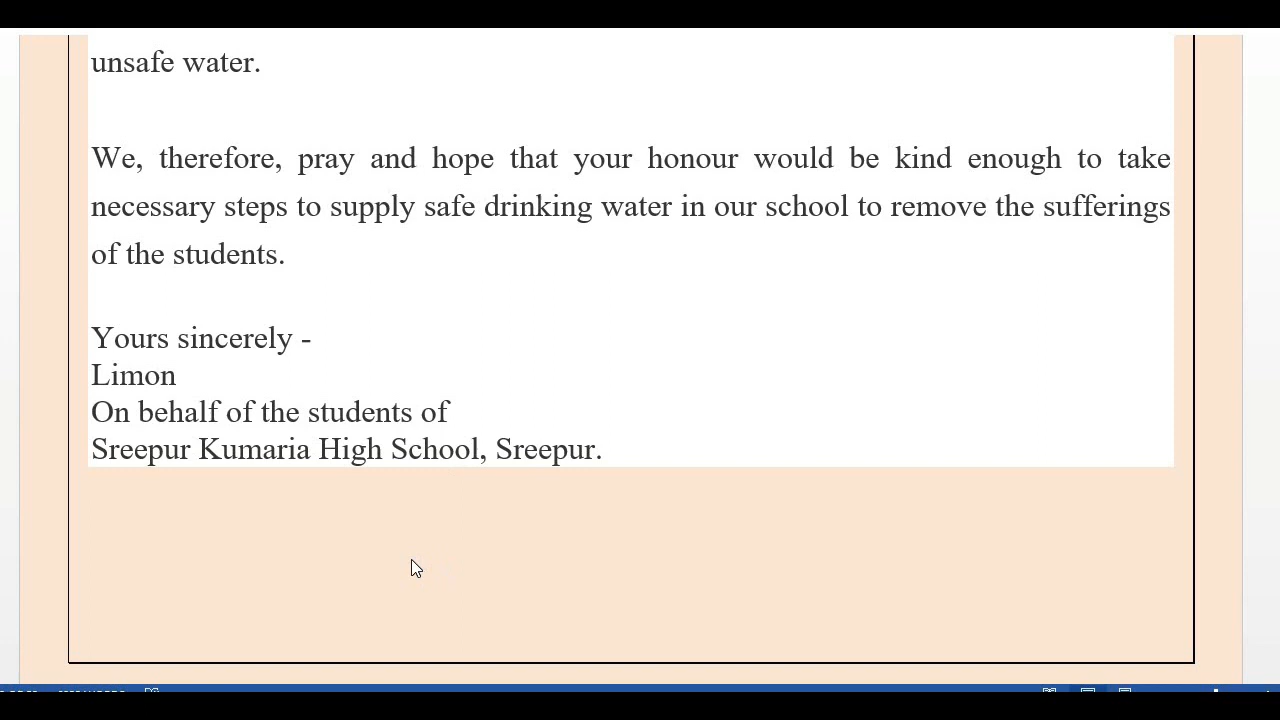 unsafe water.
We, therefore, pray and hope that your honour would be kind enough to take
necessary steps to supply safe drinking water in our school to remove the sufferings
of the students.
Yours sincerely -
Limon
On behalf of the students of
Sreepur Kumaria High School, Sreepur.